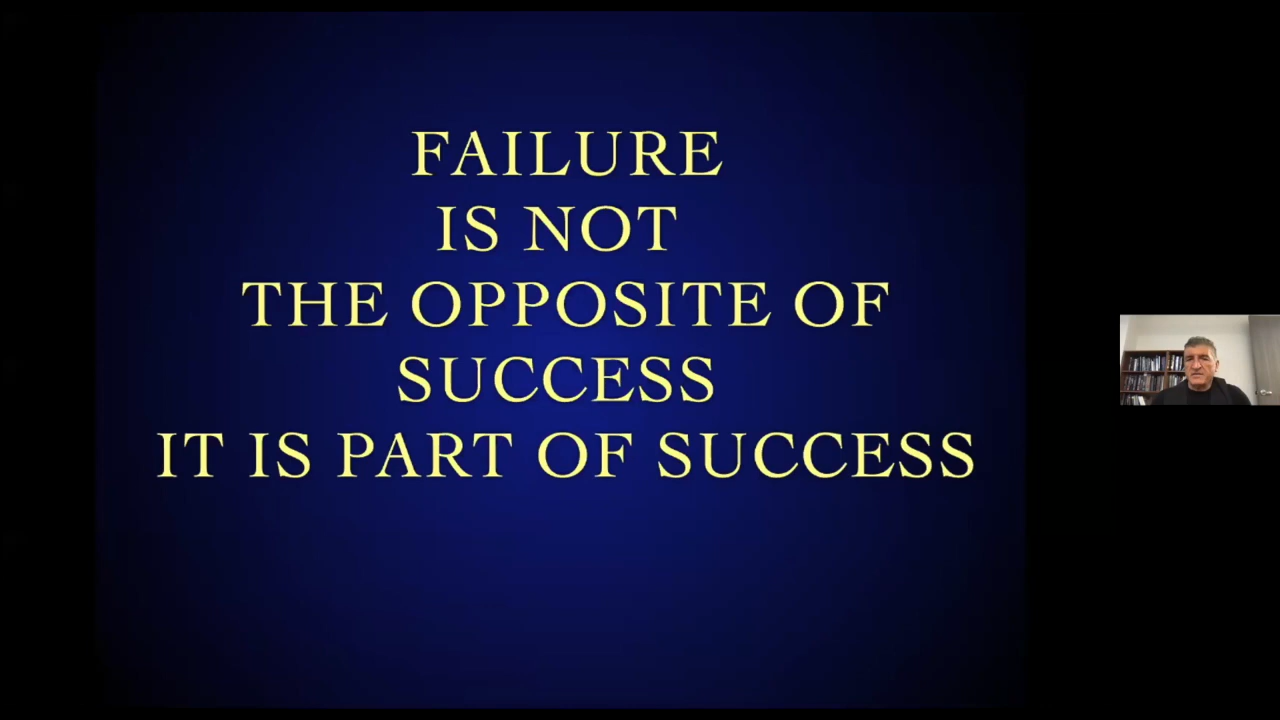 FAILURE
IS NOT
THE OPPOSITE OF
SUCCESS
IT IS PART OF SUCCESS